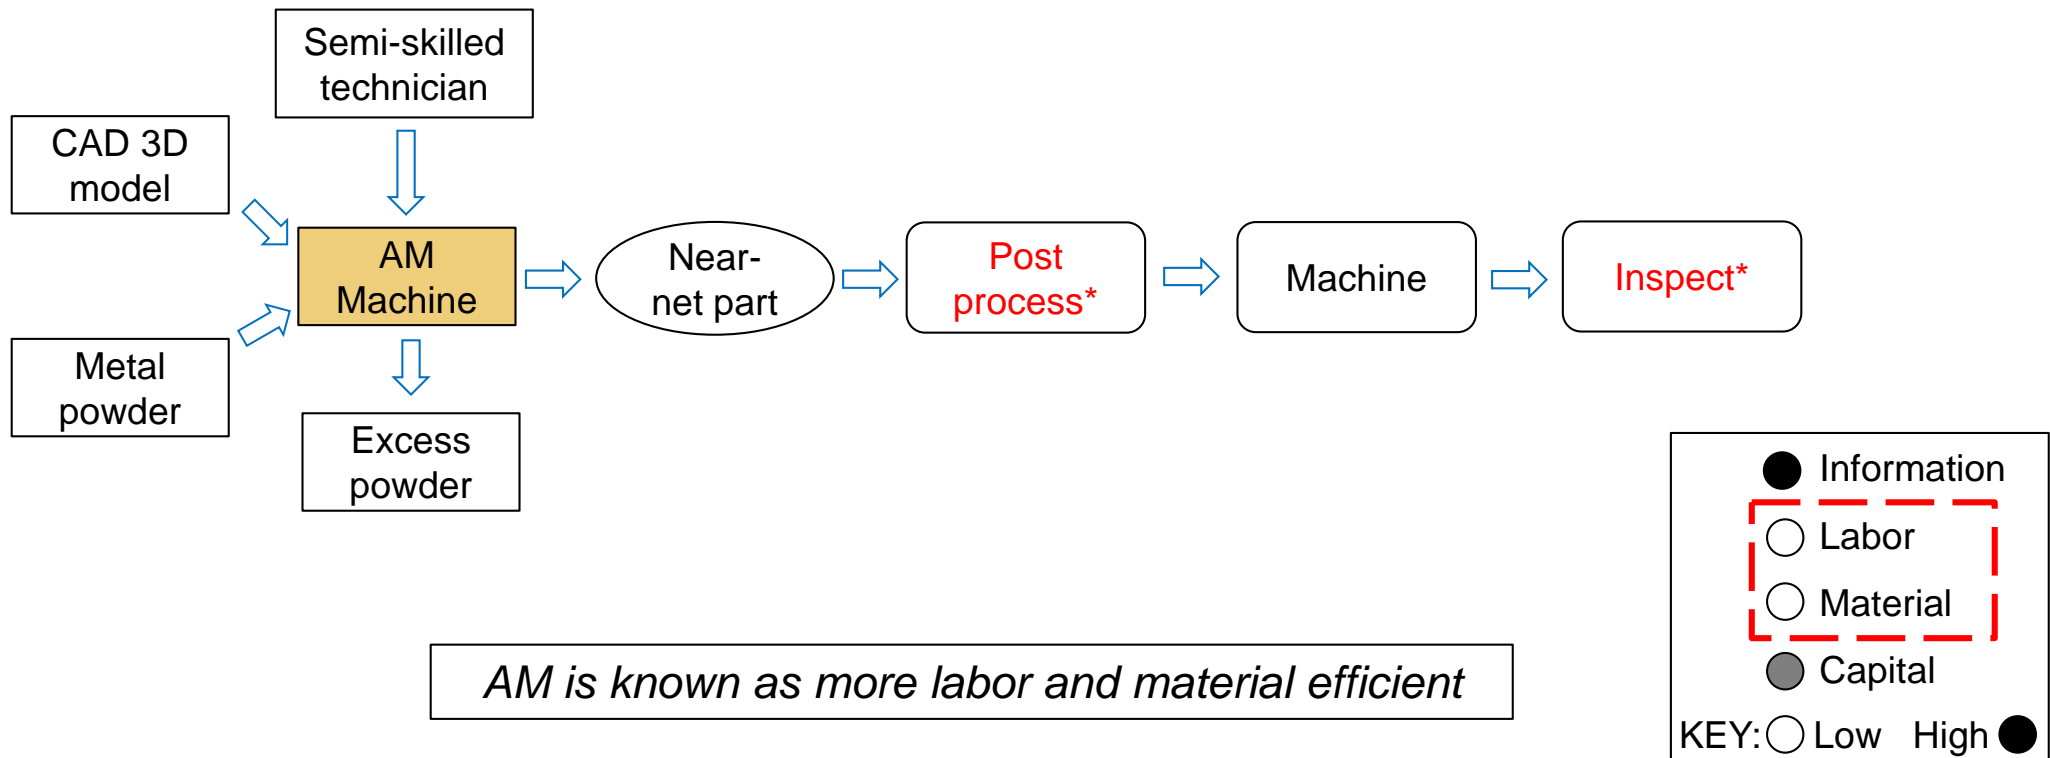 Semi-skilled
technician
CAD 3D
model
AM
Machine
Near-
net part
Post
process*
Machine
Inspect*
Metal
powder
Excess
powder
Information
Labor
Material
Capital
KEY: Low High
AM is known as more labor and material efficient